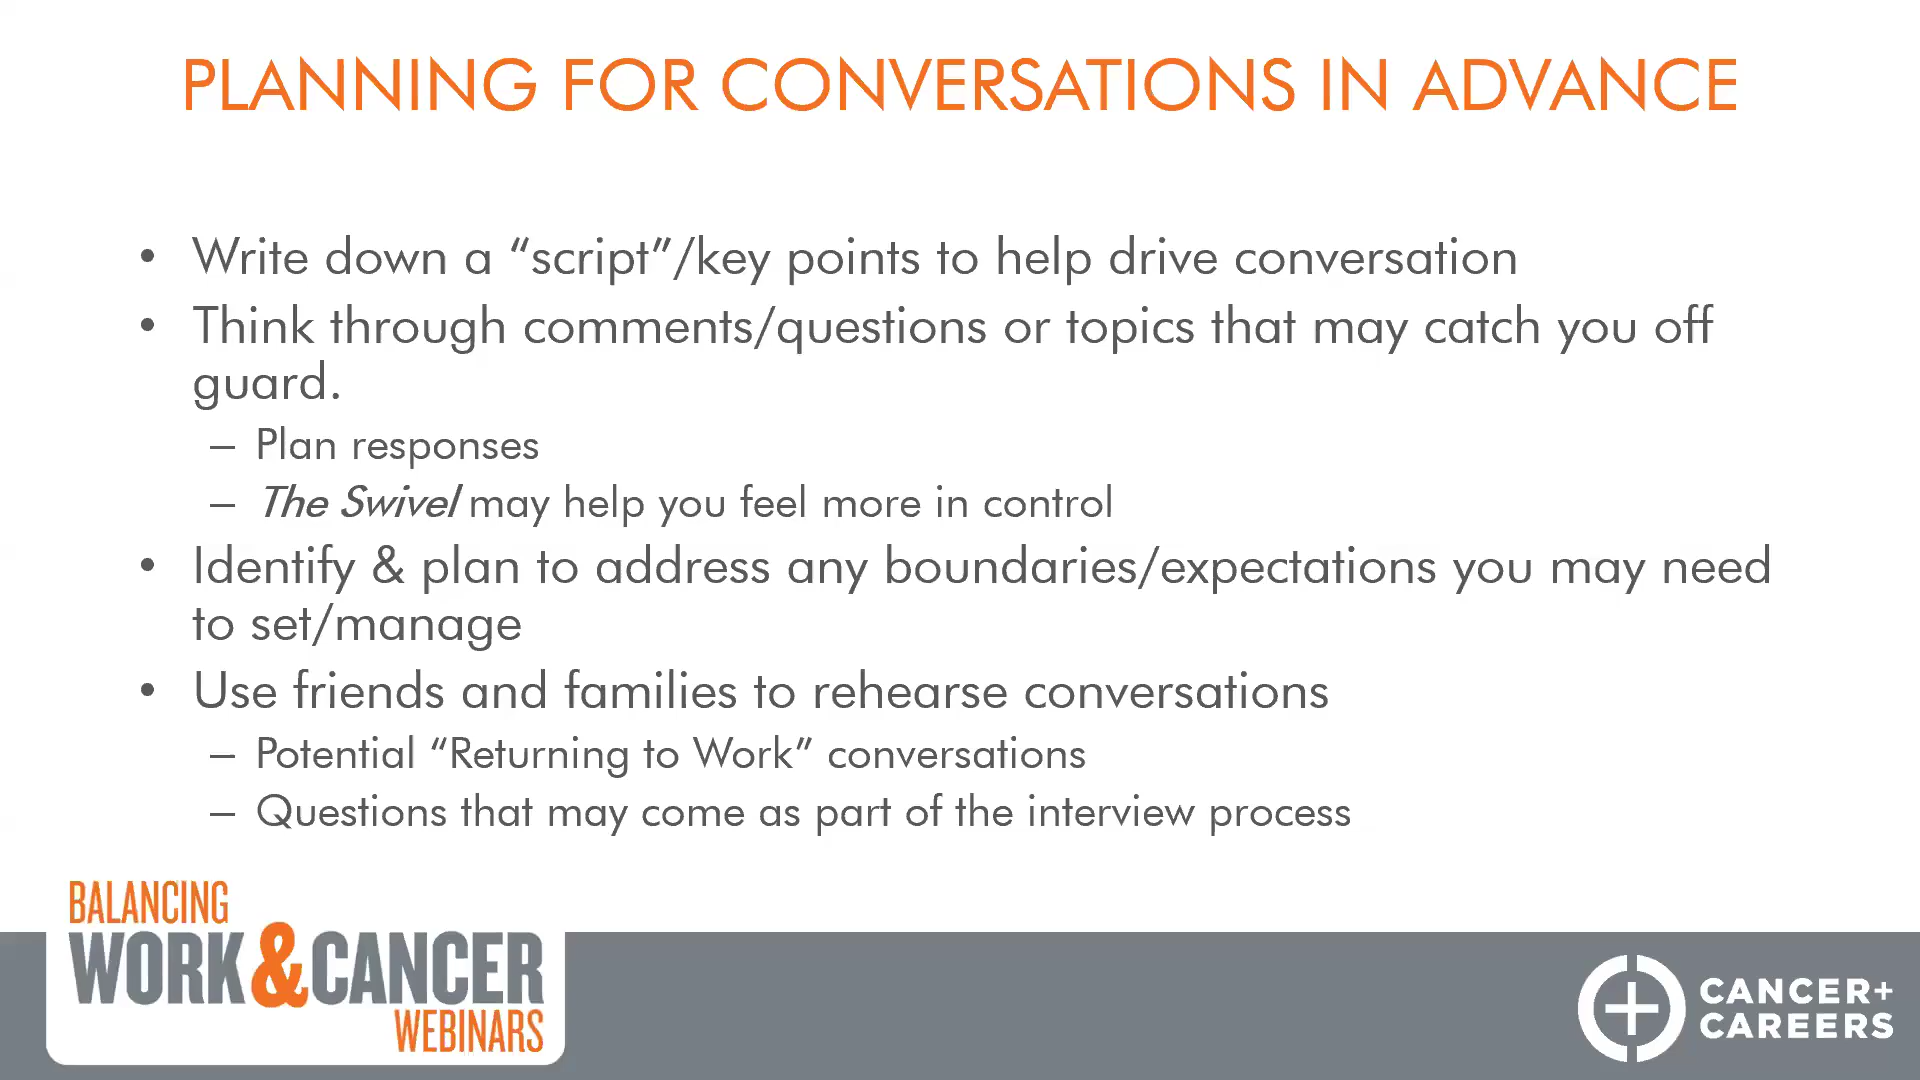 PLANNING FOR CONVERSATIONS IN ADVANCE
• Write down a “script”/key points to help drive conversation
• Think through comments/questions or topics that may catch you off
guard.
– Plan responses
– The Swivel may help you feel more in control
• Identify & plan to address any boundaries/expectations you may need
to set/manage
• Use friends and families to rehearse conversations
– Potential “Returning to Work” conversations
– Questions that may come as part of the interview process
BALANCING
WORK&CANCER
WEBINARS
CANCER+
CAREERS